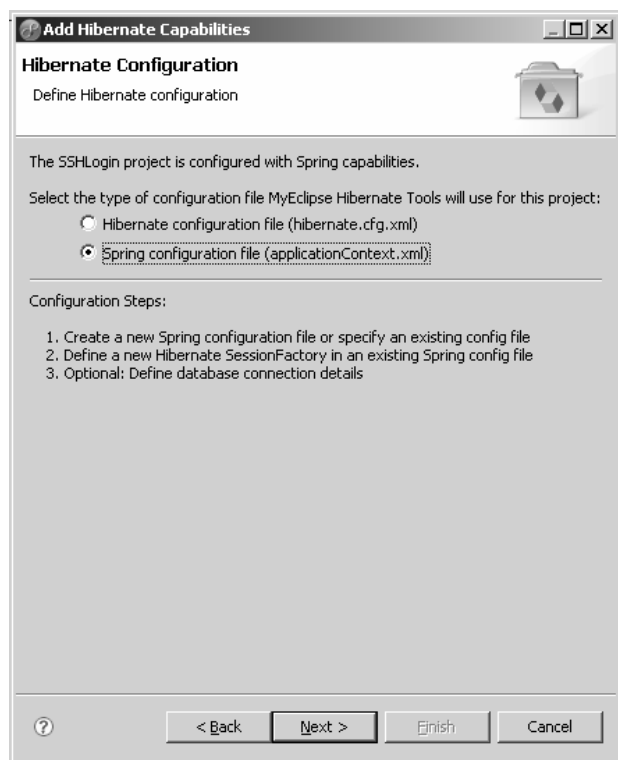 Add Hibernate Capabilities
Hibernate Configuration
Define Hibernate configuration
The SSHLogin project is configured with Spring capabilities.
Select the type of configuration file MyEclipse Hibernate Tools will use for this project:
Hibernate configuration file (hibernate.cfg.xml)
Spring configuration file (applicationContext.xml)
Configuration Steps:
1. Create a new Spring configuration file or specify an existing config file
2. Define a new Hibernate SessionFactory in an existing Spring config file
3. Optional: Define database connection details
? < Back Next > Finish Cancel